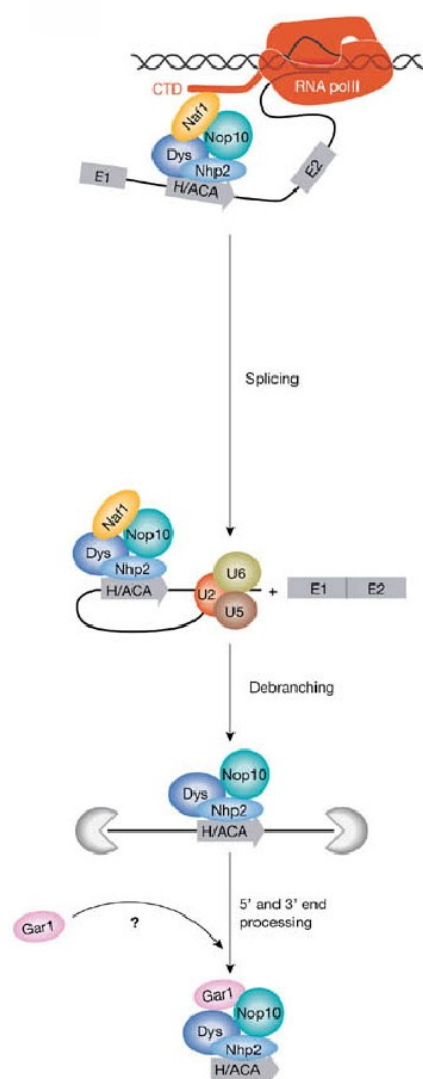 CTD
RNA polII
Naf1
Nop10
Dys
Nhp2
E1
H/ACA
E2
Splicing
Naf1
Nop10
Dys
Nhp2
H/ACA
U6
U2
U5
+
E1
E2
Debranching
Nop10
Dys
Nhp2
H/ACA
5' and 3' end
processing
Gar1
?
Gar1
Nop10
Dys
Nhp2
H/ACA